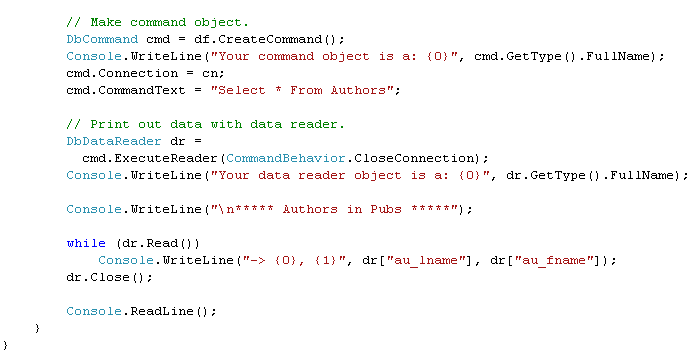 // Make command object.
DbCommand cmd = df.CreateCommand();
Console.WriteLine("Your command object is a: {0}", cmd.GetType().FullName);
cmd.Connection = cn;
cmd.CommandText = "Select * From Authors";
// Print out data with data reader.
DbDataReader dr =
cmd.ExecuteReader(CommandBehavior.CloseConnection);
Console.WriteLine("Your data reader object is a: {0}", dr.GetType().FullName);
Console.WriteLine("\n***** Authors in Pubs *****");
while (dr.Read())
Console.WriteLine("-> {0}, {1}", dr["au_lname"], dr["au_fname"]);
dr.Close();
Console.ReadLine();
}
}